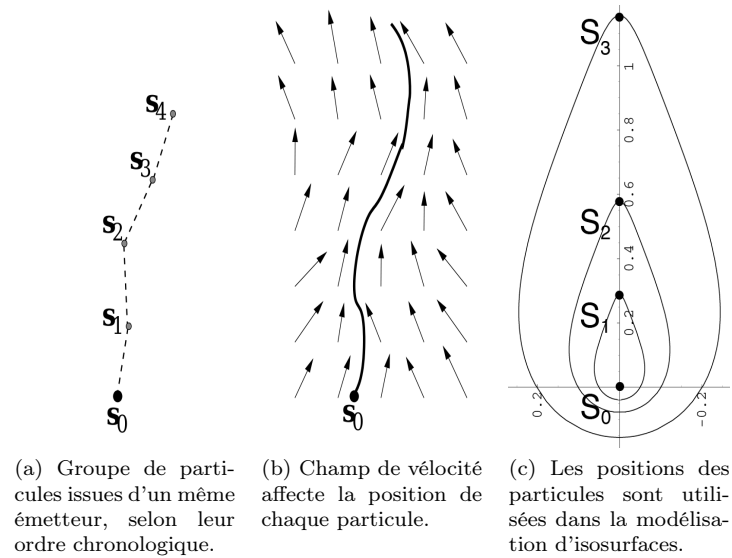 s4
s3
s2
s1
s0
s0
S3
S2
S1
S0
1
0.8
0.6
0.4
0.2
0.2
-0.2
(a) Groupe de parti-
cules issues d'un même
émetteur, selon leur
ordre chronologique.
(b) Champ de vélocité
affecte la position de
chaque particule.
(c) Les positions des
particules sont utili-
sées dans la modélisa-
tion d'isosurfaces.